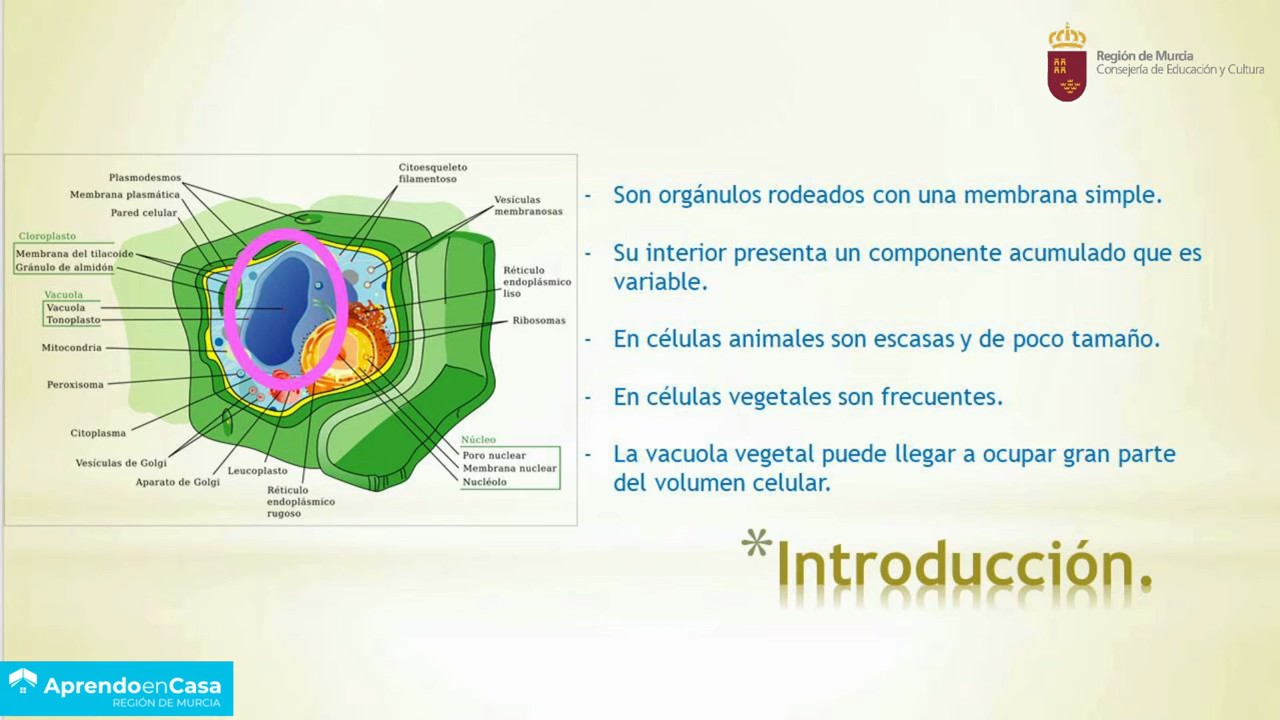 Región de Murcia
Consejería de Educación y Cultura
Plasmodesmos
Membrana plasmática
Pared celular
Cloroplasto
Membrana del tilacoide
Gránulo de almidón
Vacuola
Vacuola
Tonoplasto
Mitocondria
Peroxisoma
Citoplasma
Vesículas de Golgi
Aparato de Golgi
Leucoplasto
Réticulo
endoplásmico
rugoso
Citoesqueleto
filamentoso
Vesículas
membranosas
Réticulo
endoplásmico
liso
Ribosomas
Núcleo
Poro nuclear
Membrana nuclear
Nucléolo
- Son orgánulos rodeados con una membrana simple.
- Su interior presenta un componente acumulado que es
variable.
- En células animales son escasas y de poco tamaño.
- En células vegetales son frecuentes.
- La vacuola vegetal puede llegar a ocupar gran parte
del volumen celular.
*Introducción.
AprendoenCasa
REGIÓN DE MURCIA